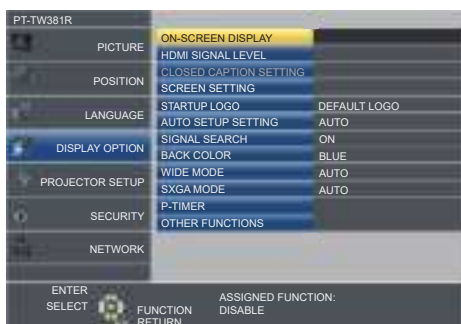 PT-TW381R
PICTURE
POSITION
LANGUAGE
DISPLAY OPTION
PROJECTOR SETUP
SECURITY
NETWORK
ON-SCREEN DISPLAY
HDMI SIGNAL LEVEL
CLOSED CAPTION SETTING
SCREEN SETTING
STARTUP LOGO DEFAULT LOGO
AUTO SETUP SETTING AUTO
SIGNAL SEARCH ON
BACK COLOR BLUE
WIDE MODE AUTO
SXGA MODE AUTO
P-TIMER
OTHER FUNCTIONS
ENTER
SELECT
FUNCTION
RETURN
ASSIGNED FUNCTION:
DISABLE